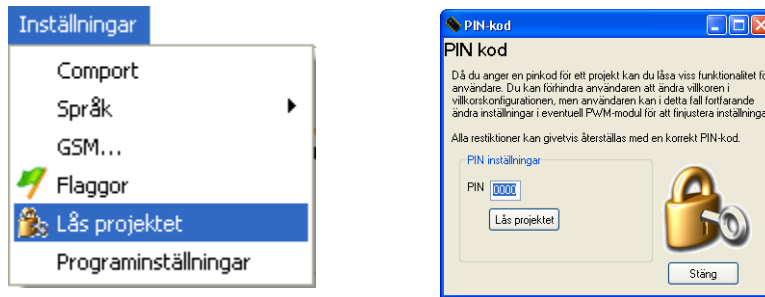 Inställningar
Comport
Språk
GSM...
Flaggor
Lås projektet
Programinställningar
PIN-kod
PIN kod
Då du anger en pinkod för ett projekt kan du låsa viss funktionalitet
användare. Du kan förhindra användaren att ändra villkoren i
villkorskonfigurationen, men användaren kan i detta fall fortfarande
ändra inställningar i eventuell PWM-modul för att finjustera
Alla restiktioner kan givetvis återställas med en korrekt PIN-kod.
PIN inställningar
PIN 0000
Lås projektet
Stäng